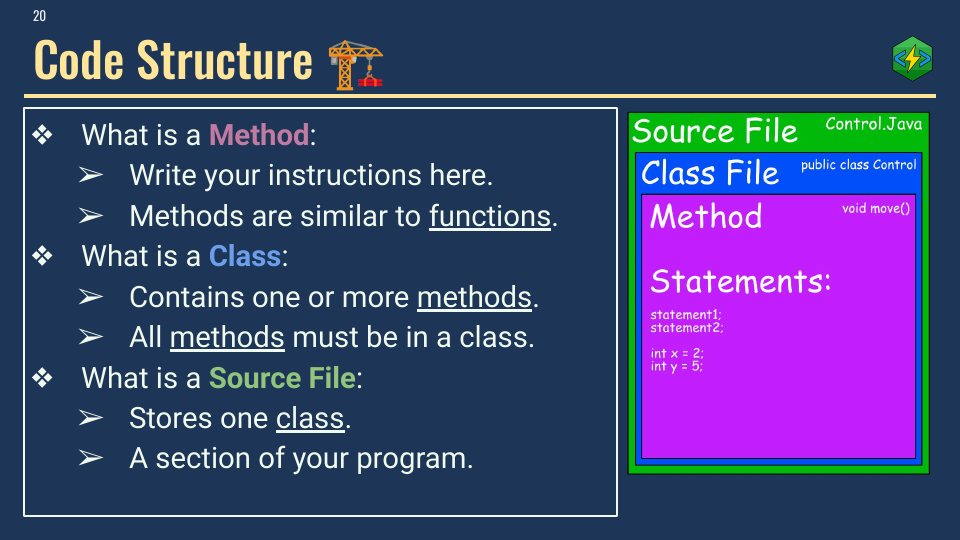 20
Code Structure
❖ What is a Method:
➢ Write your instructions here.
➢ Methods are similar to functions.
❖ What is a Class:
➢ Contains one or more methods.
➢ All methods must be in a class.
❖ What is a Source File:
➢ Stores one class.
➢ A section of your program.
Source File Control.Java
Class File public class Control
Method void move()
Statements:
statement1;
statement2;
int x = 2;
int y = 5;